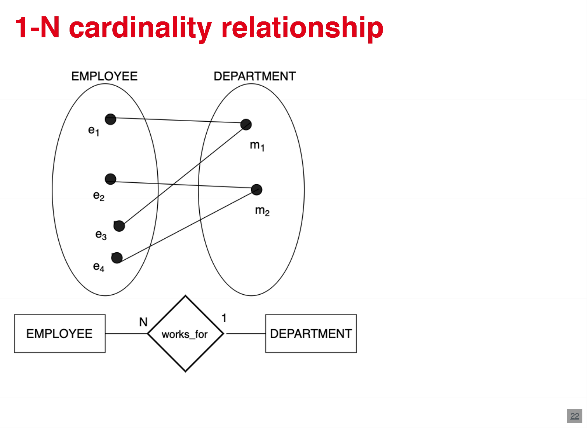 1-N cardinality relationship
EMPLOYEE DEPARTMENT
e1
m1
e2
m2
e3
e4
N 1
EMPLOYEE works_for DEPARTMENT
22